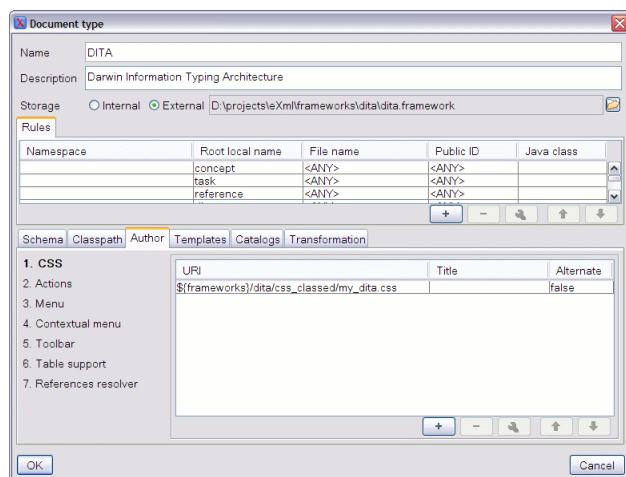 Document type
Name DITA
Description Darwin Information Typing Architecture
Storage Internal External D:\projects\eXml\frameworks\dita\dita.framework
Rules
Namespace Root local name File name Public ID Java class
concept <ANY> <ANY>
task <ANY> <ANY>
reference <ANY> <ANY>
Schema Classpath Author Templates Catalogs Transformation
1. CSS
2. Actions
3. Menu
4. Contextual menu
5. Toolbar
6. Table support
7. References resolver
URI Title Alternate
${frameworks}/dita/css_classed/my_dita.css false
OK Cancel